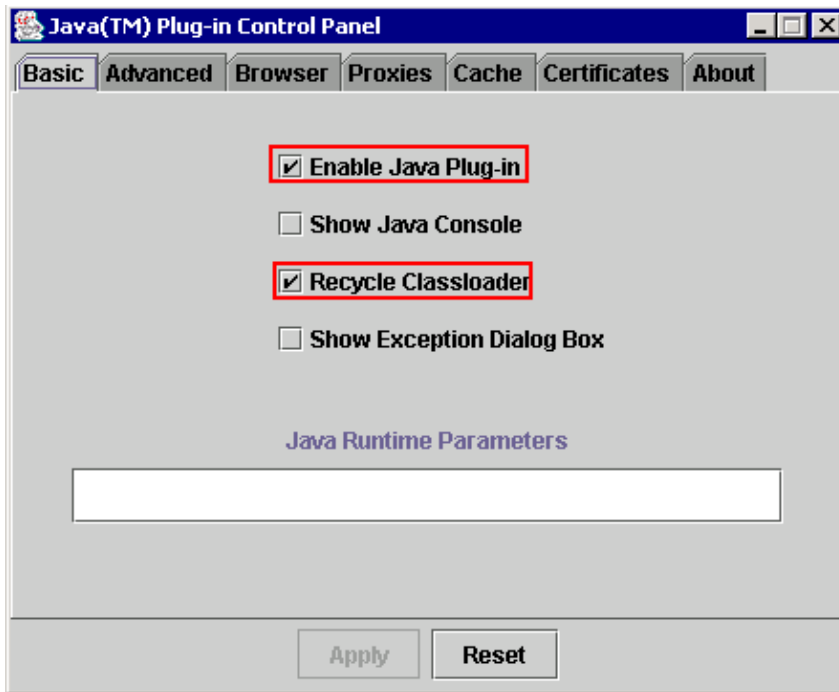 Java(TM) Plug-in Control Panel
Basic Advanced Browser Proxies Cache Certificates About
Enable Java Plug-in
Show Java Console
Recycle Classloader
Show Exception Dialog Box
Java Runtime Parameters
Apply Reset